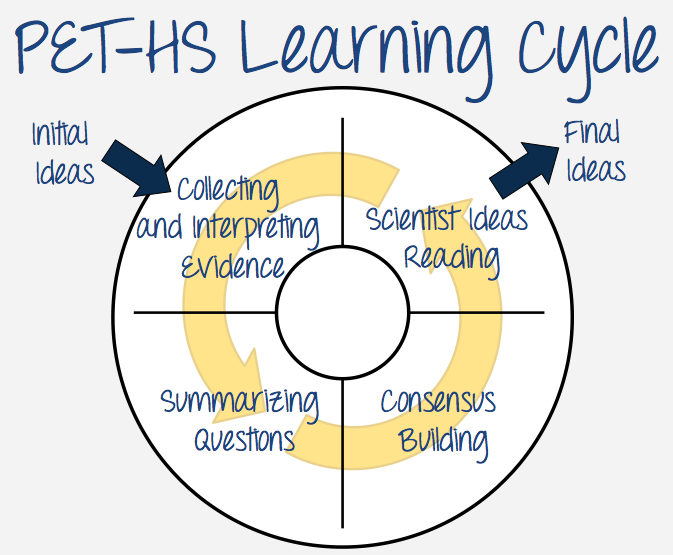 PET-HS Learning Cycle
Initial
Ideas
Collecting
and Interpreting
Evidence
Summarizing
Questions
Consensus
Building
Scientist Ideas
Reading
Final
Ideas